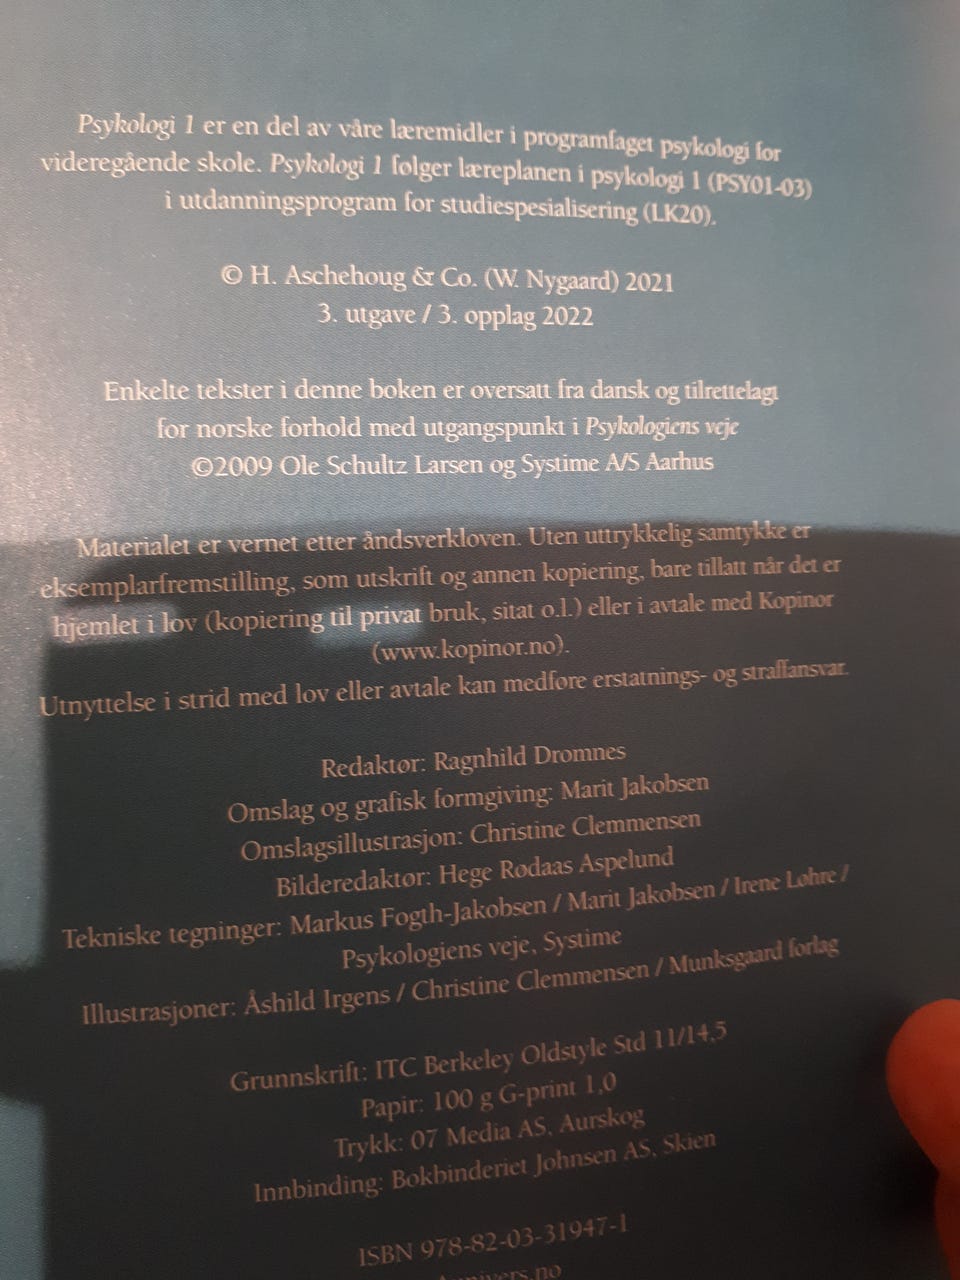 Psykologi 1 er en del av våre læremidler i programfaget psykologi for
videregående skole. Psykologi 1 følger læreplanen i psykologi 1 (PSY01-03)
i utdanningsprogram for studiespesialisering (LK20).
© H. Aschehoug & Co. (W. Nygaard) 2021
3. utgave / 3. opplag 2022
Enkelte tekster i denne boken er oversatt fra dansk og tilrettelagt
for norske forhold med utgangspunkt i Psykologiens veje
©2009 Ole Schultz Larsen og Systime A/S Aarhus
Materialet er vernet etter åndsverkloven. Uten uttrykkelig samtykke er
eksemplarfremstilling, som utskrift og annen kopiering, bare tillatt når det er
hjemlet i lov (kopiering til privat bruk, sitat o.l.) eller i avtale med Kopinor
(www.kopinor.no).
Utnyttelse i strid med lov eller avtale kan medføre erstatnings- og straffansvar.
Redaktør: Ragnhild Dromnes
Omslag og grafisk formgiving: Marit Jakobsen
Omslagsillustrasjon: Christine Clemmensen
Bilderedaktør: Hege Rødaas Aspelund
Tekniske tegninger: Markus Fogth-Jakobsen / Marit Jakobsen / Irene Løhre /
Psykologiens veje, Systime
Illustrasjoner: Åshild Irgens / Christine Clemmensen / Munksgaard forlag
Grunnskrift: ITC Berkeley Oldstyle Std 11/14,5
Papir: 100 g G-print 1,0
Trykk: 07 Media AS, Aurskog
Innbinding: Bokbinderiet Johnsen AS, Skien
ISBN 978-82-03-31947-1